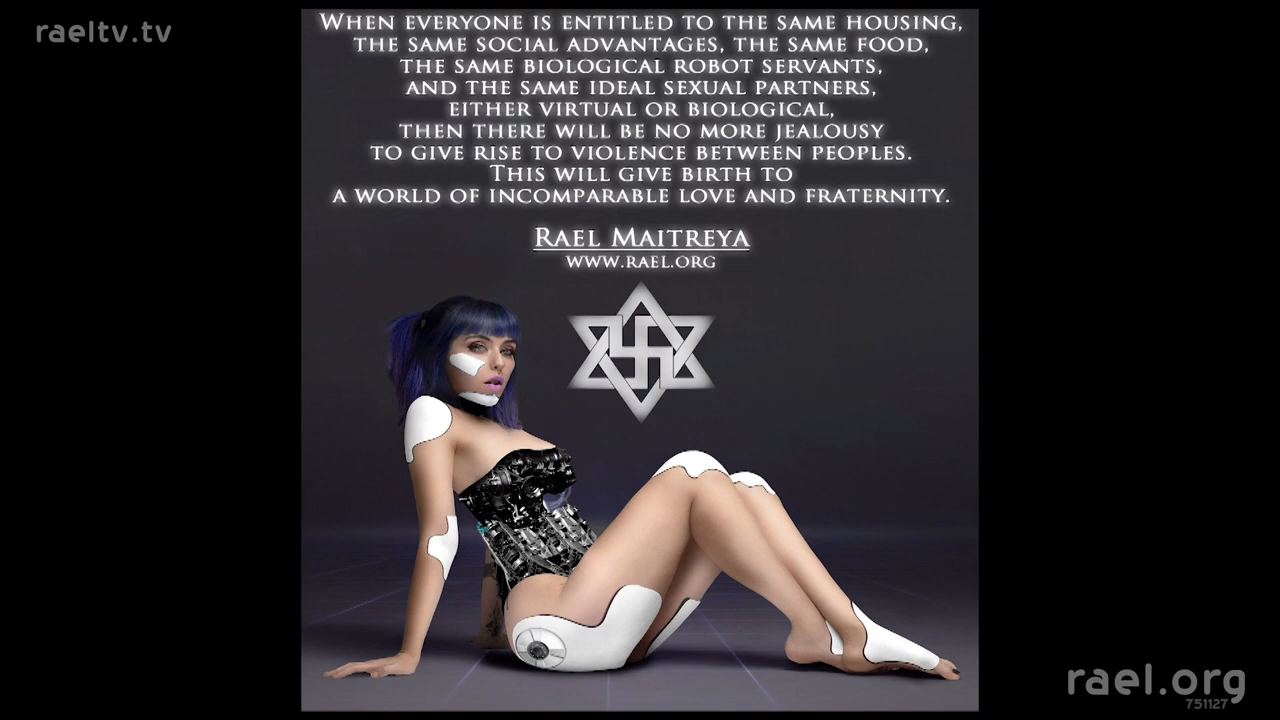 raeltv.tv
WHEN EVERYONE IS ENTITLED TO THE SAME HOUSING,
THE SAME SOCIAL ADVANTAGES, THE SAME FOOD,
THE SAME BIOLOGICAL ROBOT SERVANTS,
AND THE SAME IDEAL SEXUAL PARTNERS,
EITHER VIRTUAL OR BIOLOGICAL,
THEN THERE WILL BE NO MORE JEALOUSY
TO GIVE RISE TO VIOLENCE BETWEEN PEOPLES.
THIS WILL GIVE BIRTH TO
A WORLD OF INCOMPARABLE LOVE AND FRATERNITY.
RAEL MAITREYA
WWW.RAEL.ORG
rael.org
751127